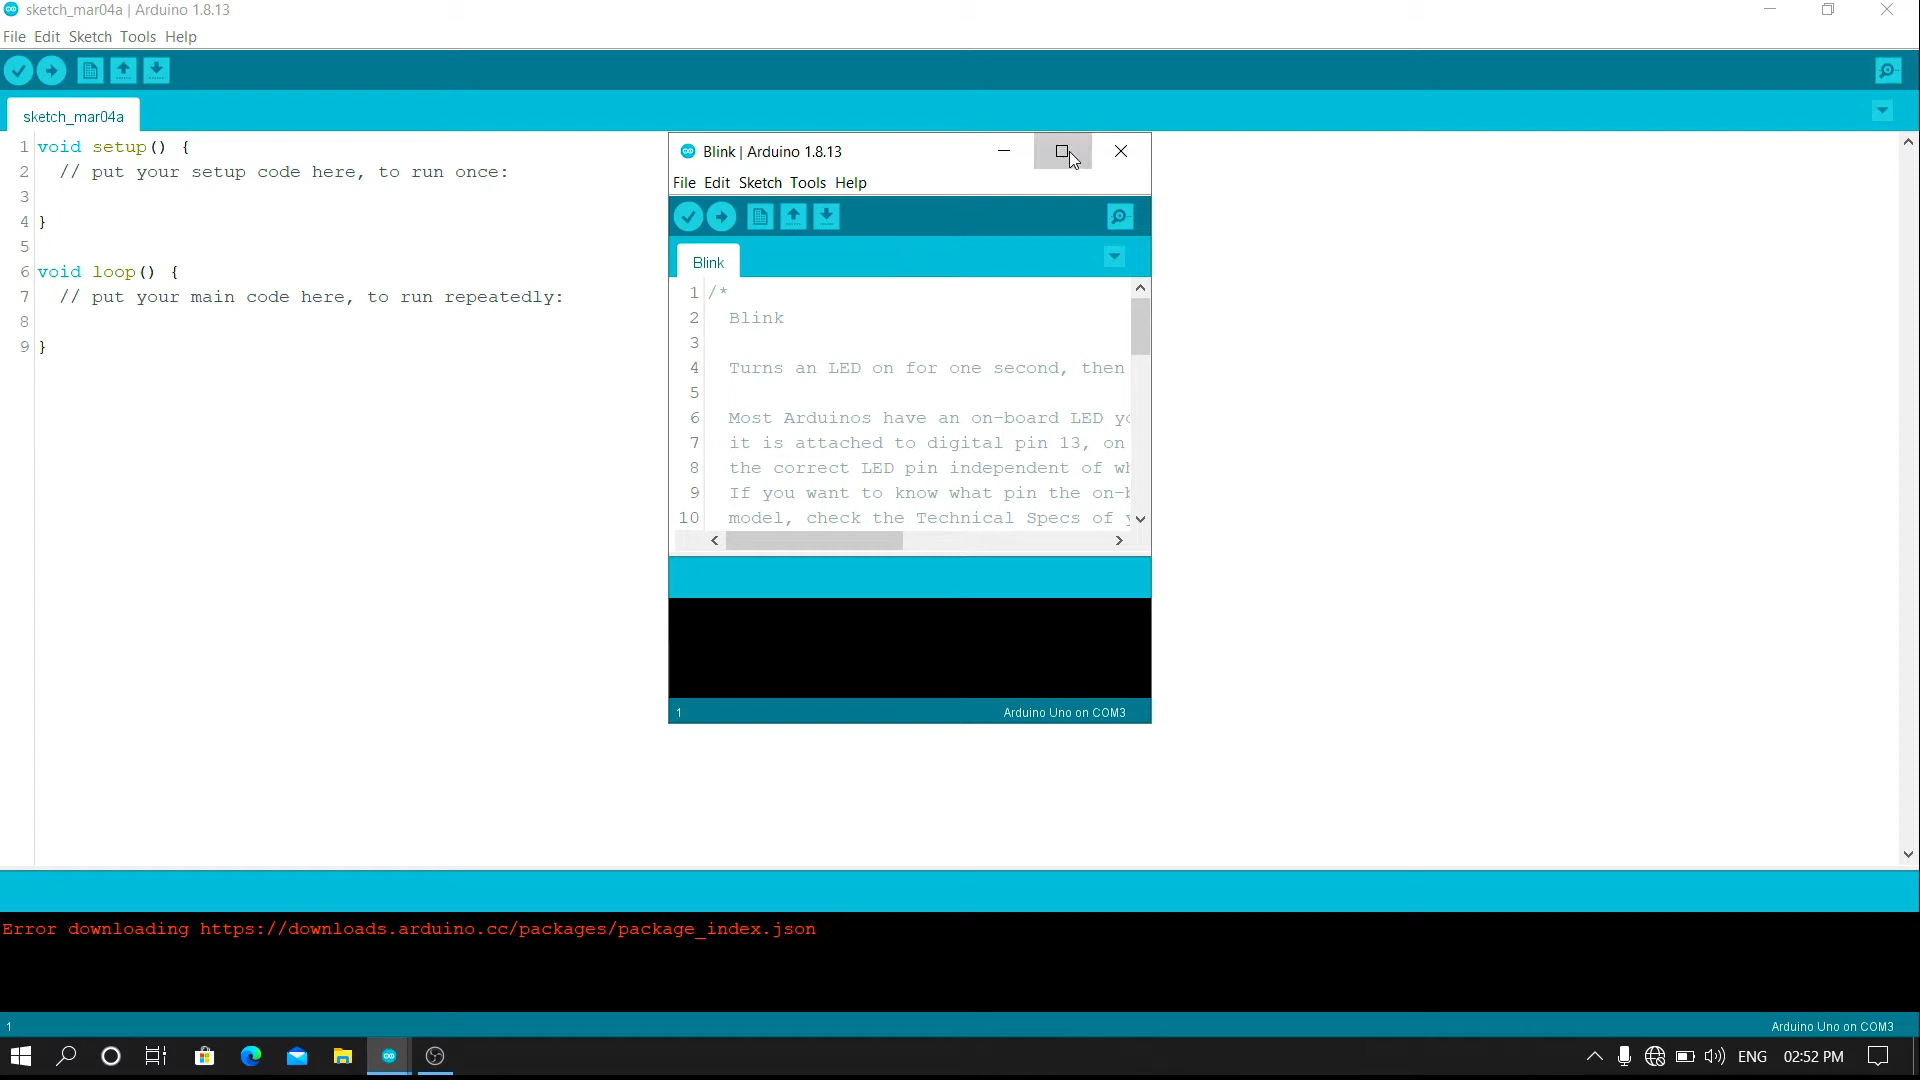 sketch_mar04a | Arduino 1.8.13
File Edit Sketch Tools Help
sketch_mar04a
1 void setup() {
2 // put your setup code here, to run once:
3
4 }
5
6 void loop() {
7 // put your main code here, to run repeatedly:
8
9 }
Blink | Arduino 1.8.13
File Edit Sketch Tools Help
Blink
1 /*
2 Blink
3
4 Turns an LED on for one second, then
5
6 Most Arduinos have an on-board LED yo
7 it is attached to digital pin 13, on
8 the correct LED pin independent of wh
9 If you want to know what pin the on-b
10 model, check the Technical Specs of y
1
Arduino Uno on COM3
Error downloading https://downloads.arduino.cc/packages/package_index.json
1
Arduino Uno on COM3
ENG 02:52 PM